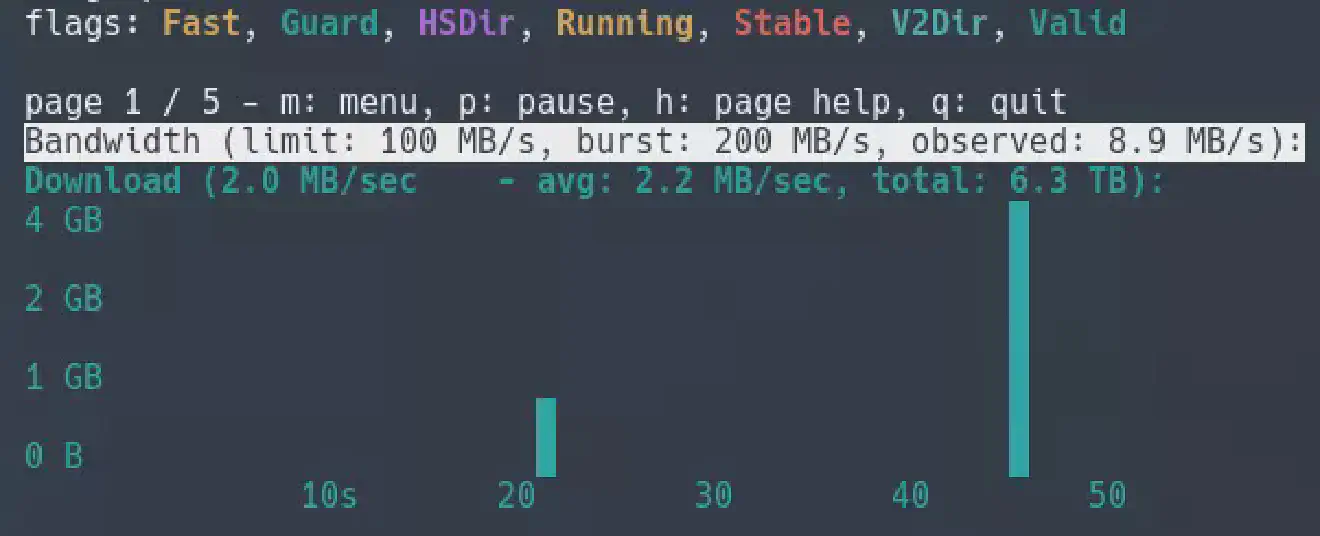 flags: Fast, Guard, HSDir, Running, Stable, V2Dir, Valid
page 1 / 5 - m: menu, p: pause, h: page help, q: quit
Bandwidth (limit: 100 MB/s, burst: 200 MB/s, observed: 8.9 MB/s):
Download (2.0 MB/sec    - avg: 2.2 MB/sec, total: 6.3 TB):
4 GB
2 GB
1 GB
0 B
10s 20 30 40 50